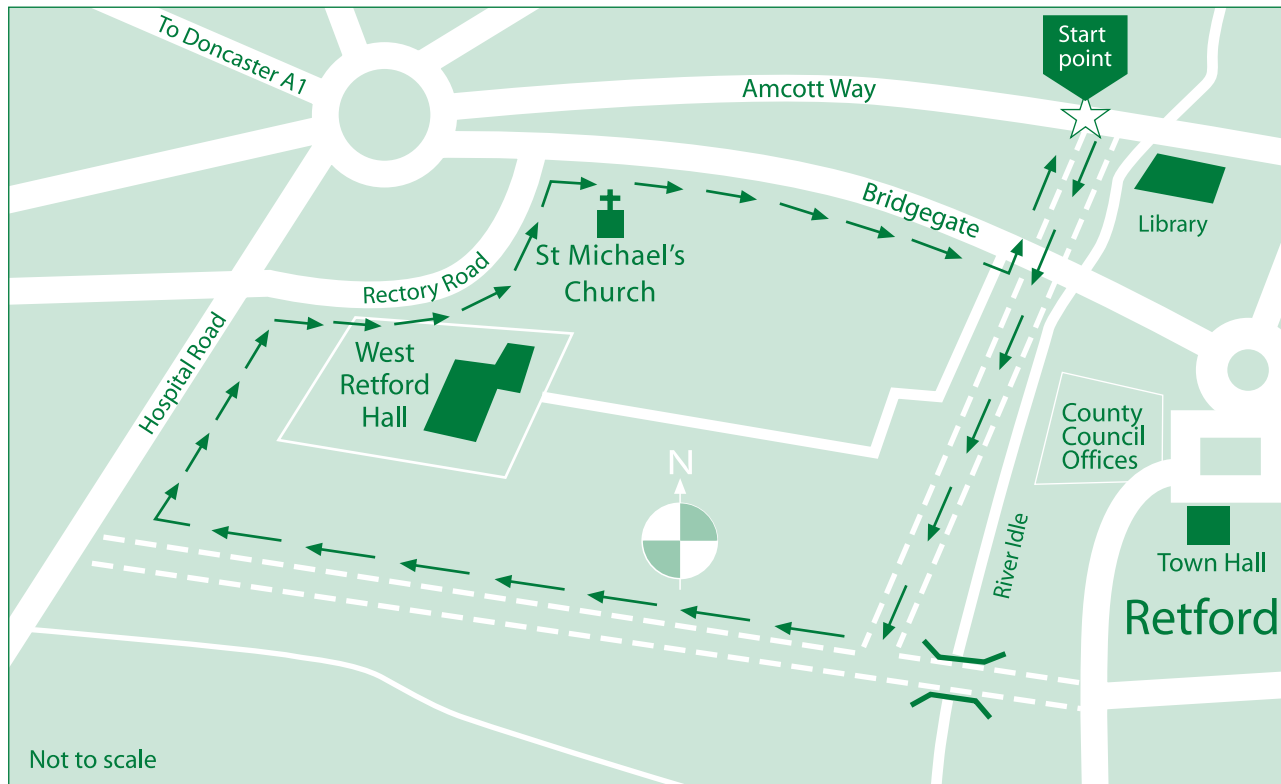 To Doncaster A1
Start
point
Amcott Way
Library
Bridgegate
St Michael's
Church
Rectory Road
Hospital Road
West
Retford
Hall
County
Council
Offices
N
River Idle
Town Hall
Retford
Not to scale